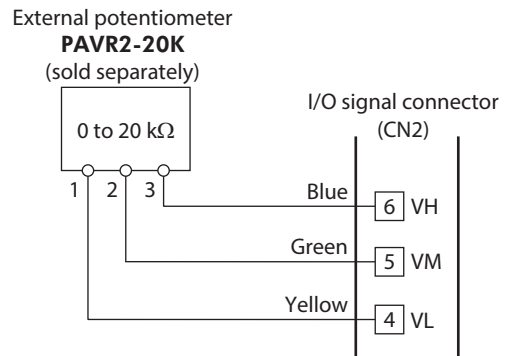 External potentiometer
PAVR2-20K
(sold separately)
0 to 20 kΩ
1 2 3
I/O signal connector
(CN2)
Blue 6 VH
Green 5 VM
Yellow 4 VL